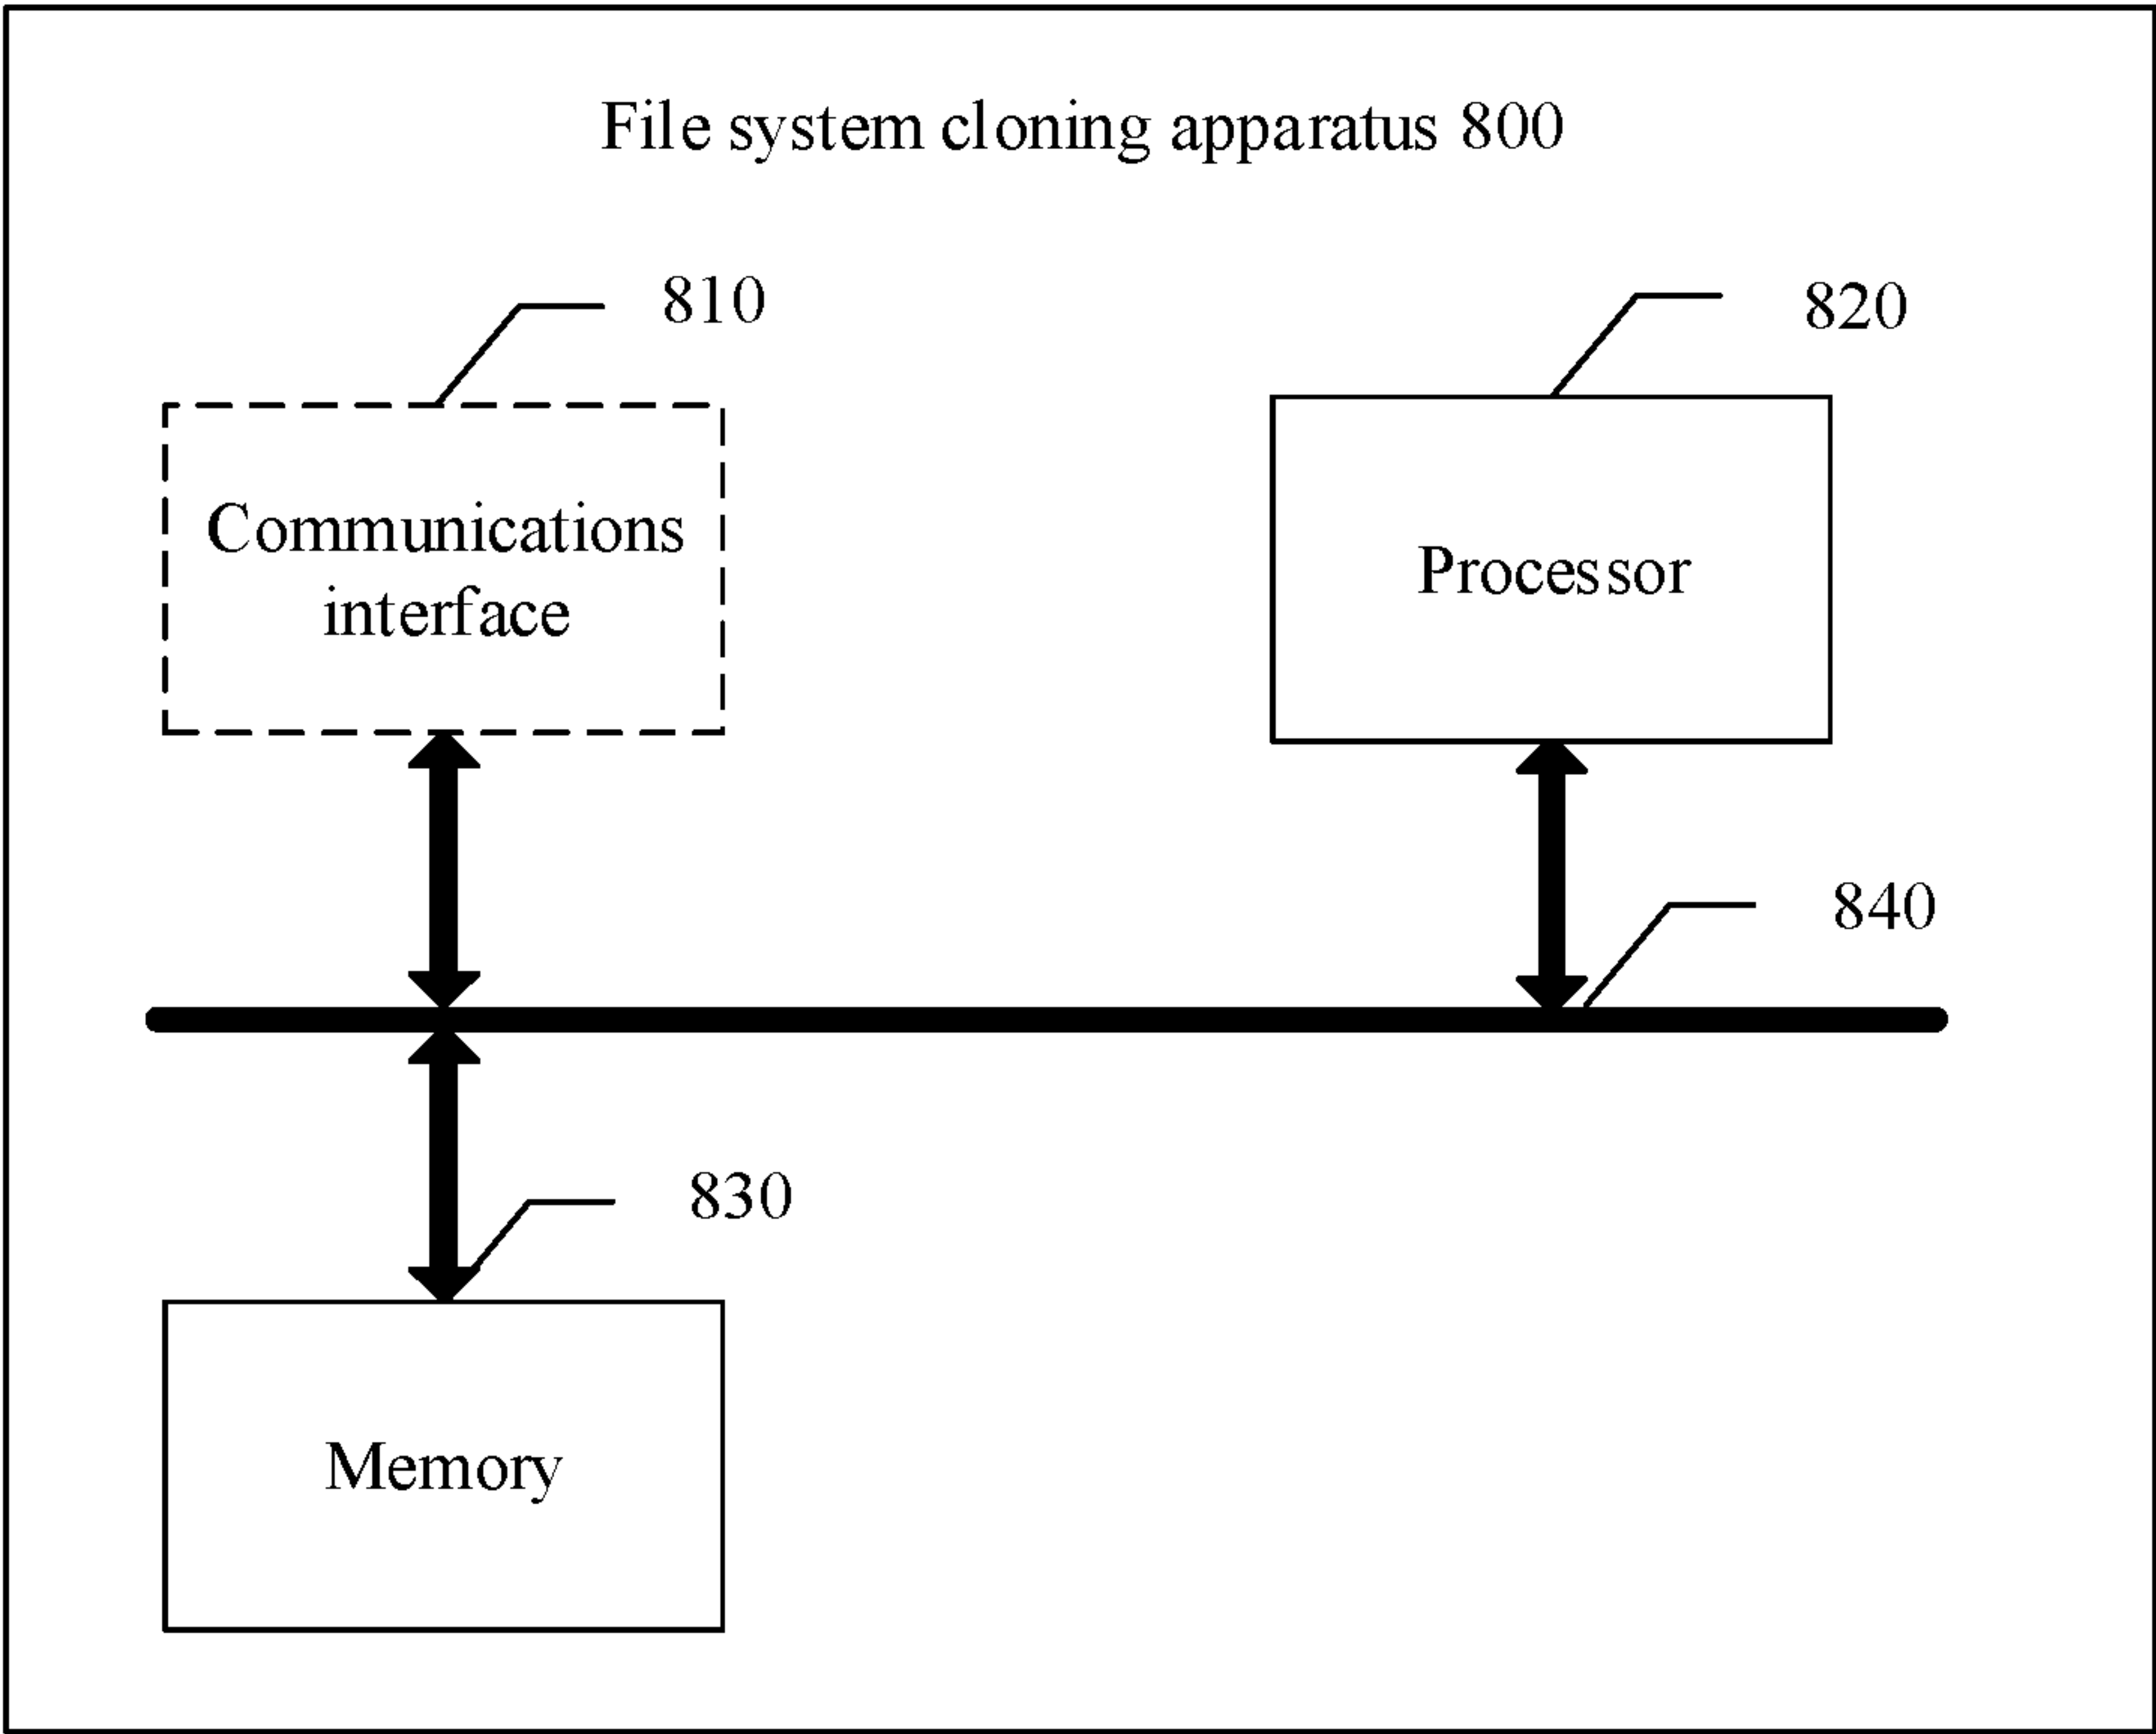 File system cloning apparatus 800
810
820
Communications
interface
Processor
840
830
Memory